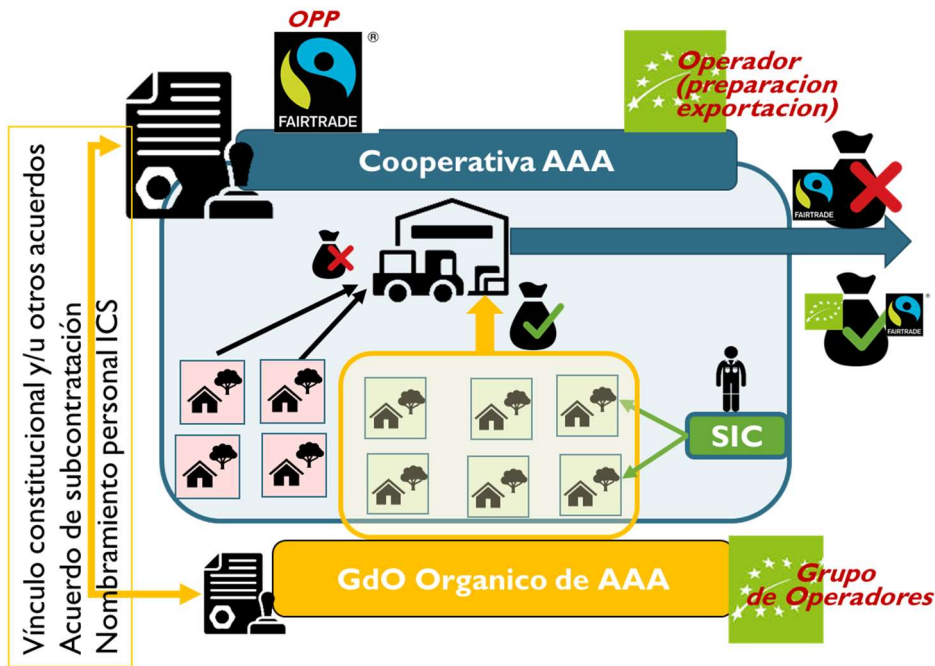 OPP
®
FAIRTRADE
Operador
(preparacion
exportacion)
Cooperativa AAA
FAIRTRADE
®
FAIRTRADE
SIC
Vínculo constitucional y/u otros acuerdos
Acuerdo de subcontratación
Nombramiento personal ICS
GdO Organico de AAA
Grupo
de Operadores